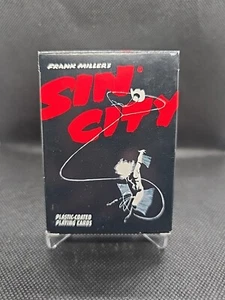 FRANK MILLER'S
SIN
CITY
PLASTIC-COATED
PLAYING CARDS